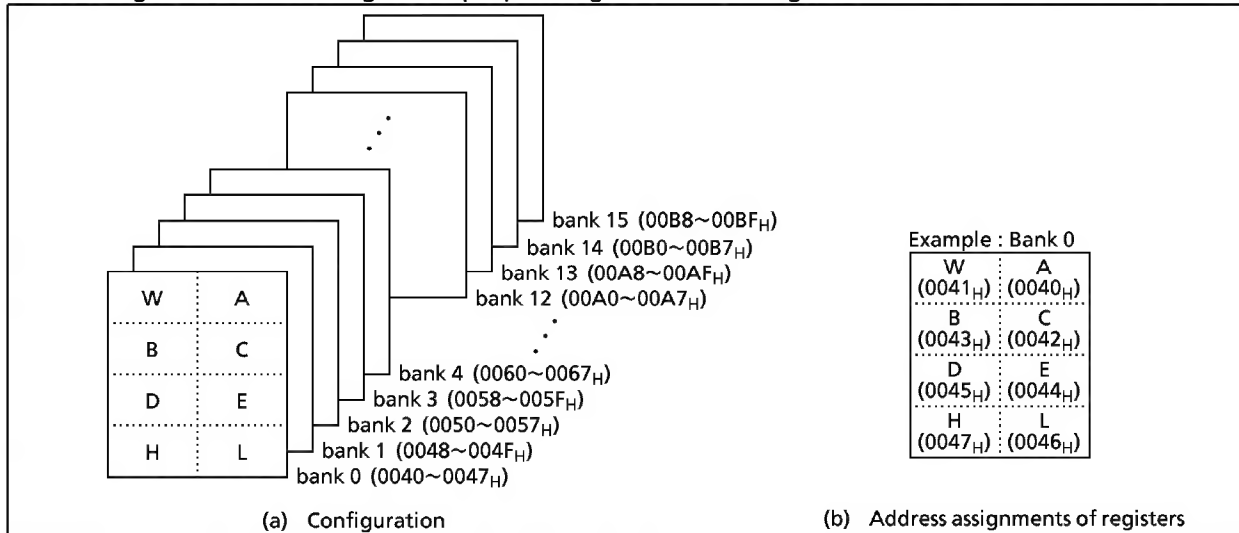 bank 15 (00B8~00BFH)
bank 14 (00B0~00B7H)
bank 13 (00A8~00AFH)
bank 12 (00A0~00A7H)
bank 4 (0060~0067H)
bank 3 (0058~005FH)
bank 2 (0050~0057H)
bank 1 (0048~004FH)
bank 0 (0040~0047H)
W A
B C
D E
H L
(a) Configuration
Example : Bank 0
W A
(0041H) (0040H)
B C
(0043H) (0042H)
D E
(0045H) (0044H)
H L
(0047H) (0046H)
(b) Address assignments of registers